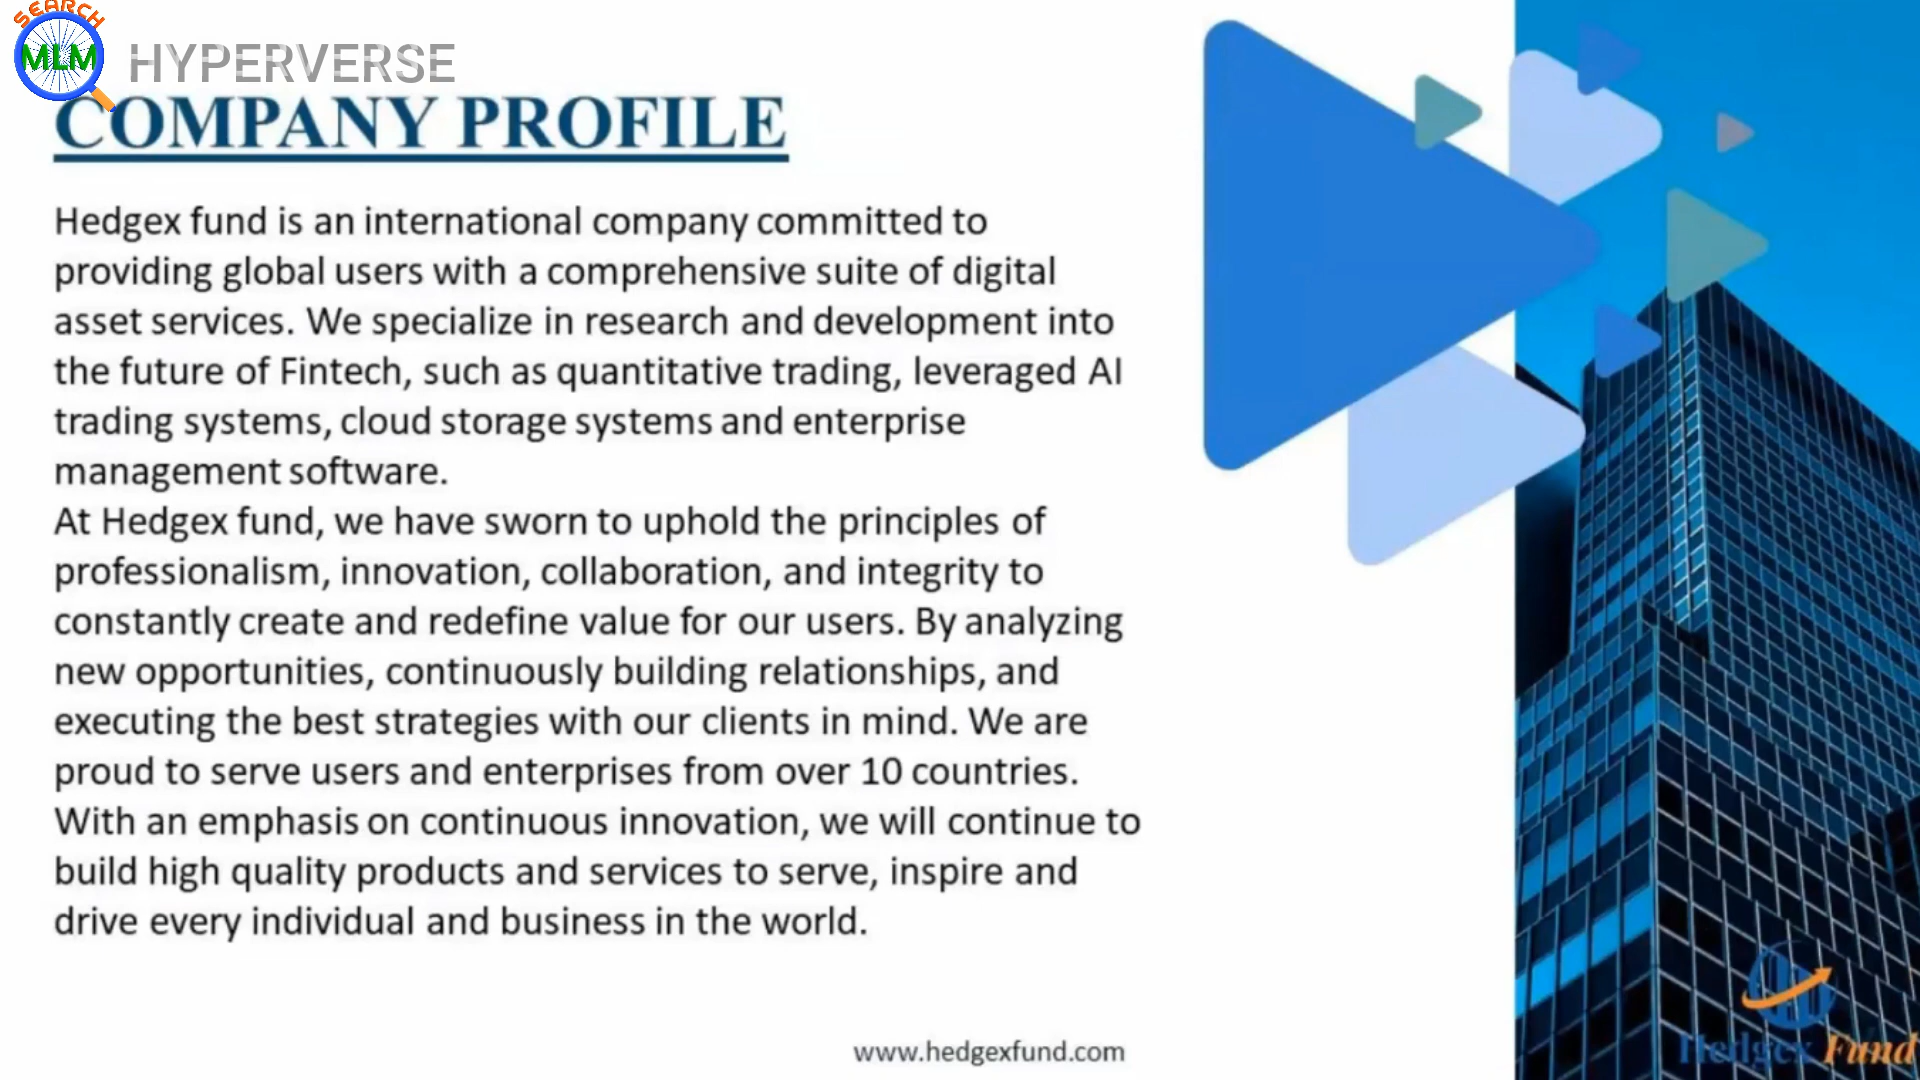 SEARCH
MLM
HYPERVERSE
COMPANY PROFILE
Hedgex fund is an international company committed to
providing global users with a comprehensive suite of digital
asset services. We specialize in research and development into
the future of Fintech, such as quantitative trading, leveraged AI
trading systems, cloud storage systems and enterprise
management software.
At Hedgex fund, we have sworn to uphold the principles of
professionalism, innovation, collaboration, and integrity to
constantly create and redefine value for our users. By analyzing
new opportunities, continuously building relationships, and
executing the best strategies with our clients in mind. We are
proud to serve users and enterprises from over 10 countries.
With an emphasis on continuous innovation, we will continue to
build high quality products and services to serve, inspire and
drive every individual and business in the world.
www.hedgexfund.com
Hedgex Fund